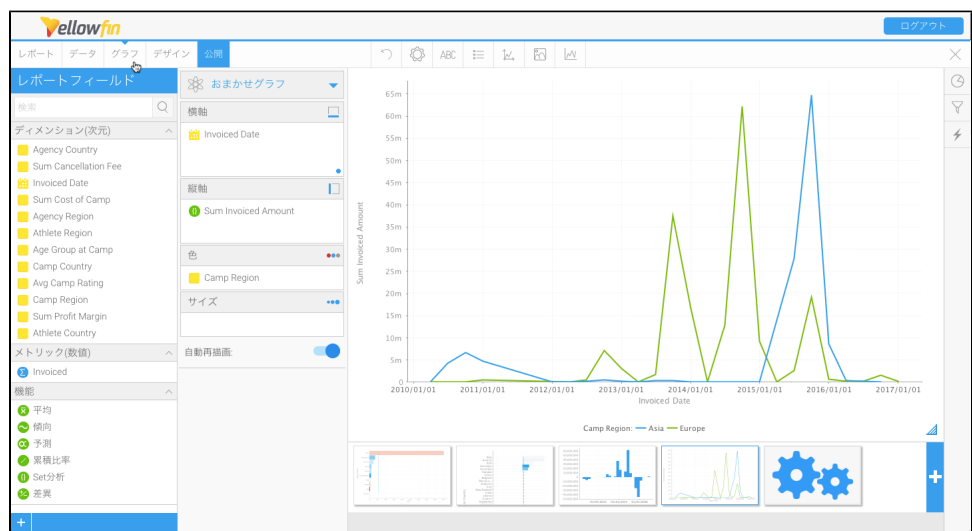 Yellowfin
ログアウト
レポート データ グラフ デザイン 公開
ABC
レポートフィールド
検索
ディメンション(次元)
Agency Country
Sum Cancellation Fee
Invoiced Date
Sum Cost of Camp
Agency Region
Athlete Region
Age Group at Camp
Camp Country
Avg Camp Rating
Camp Region
Sum Profit Margin
Athlete Country
メトリック(数値)
Invoiced
機能
平均
傾向
予測
累積比率
Set分析
差異
おまかせグラフ
横軸
Invoiced Date
縦軸
Sum Invoiced Amount
色
Camp Region
サイズ
自動再描画:
65m
60m
55m
50m
45m
40m
35m
30m
25m
20m
15m
10m
5m
0
Sum Invoiced Amount
2010/01/01 2011/01/01 2012/01/01 2013/01/01 2014/01/01 2015/01/01 2016/01/01 2017/01/01
Invoiced Date
Camp Region: Asia Europe